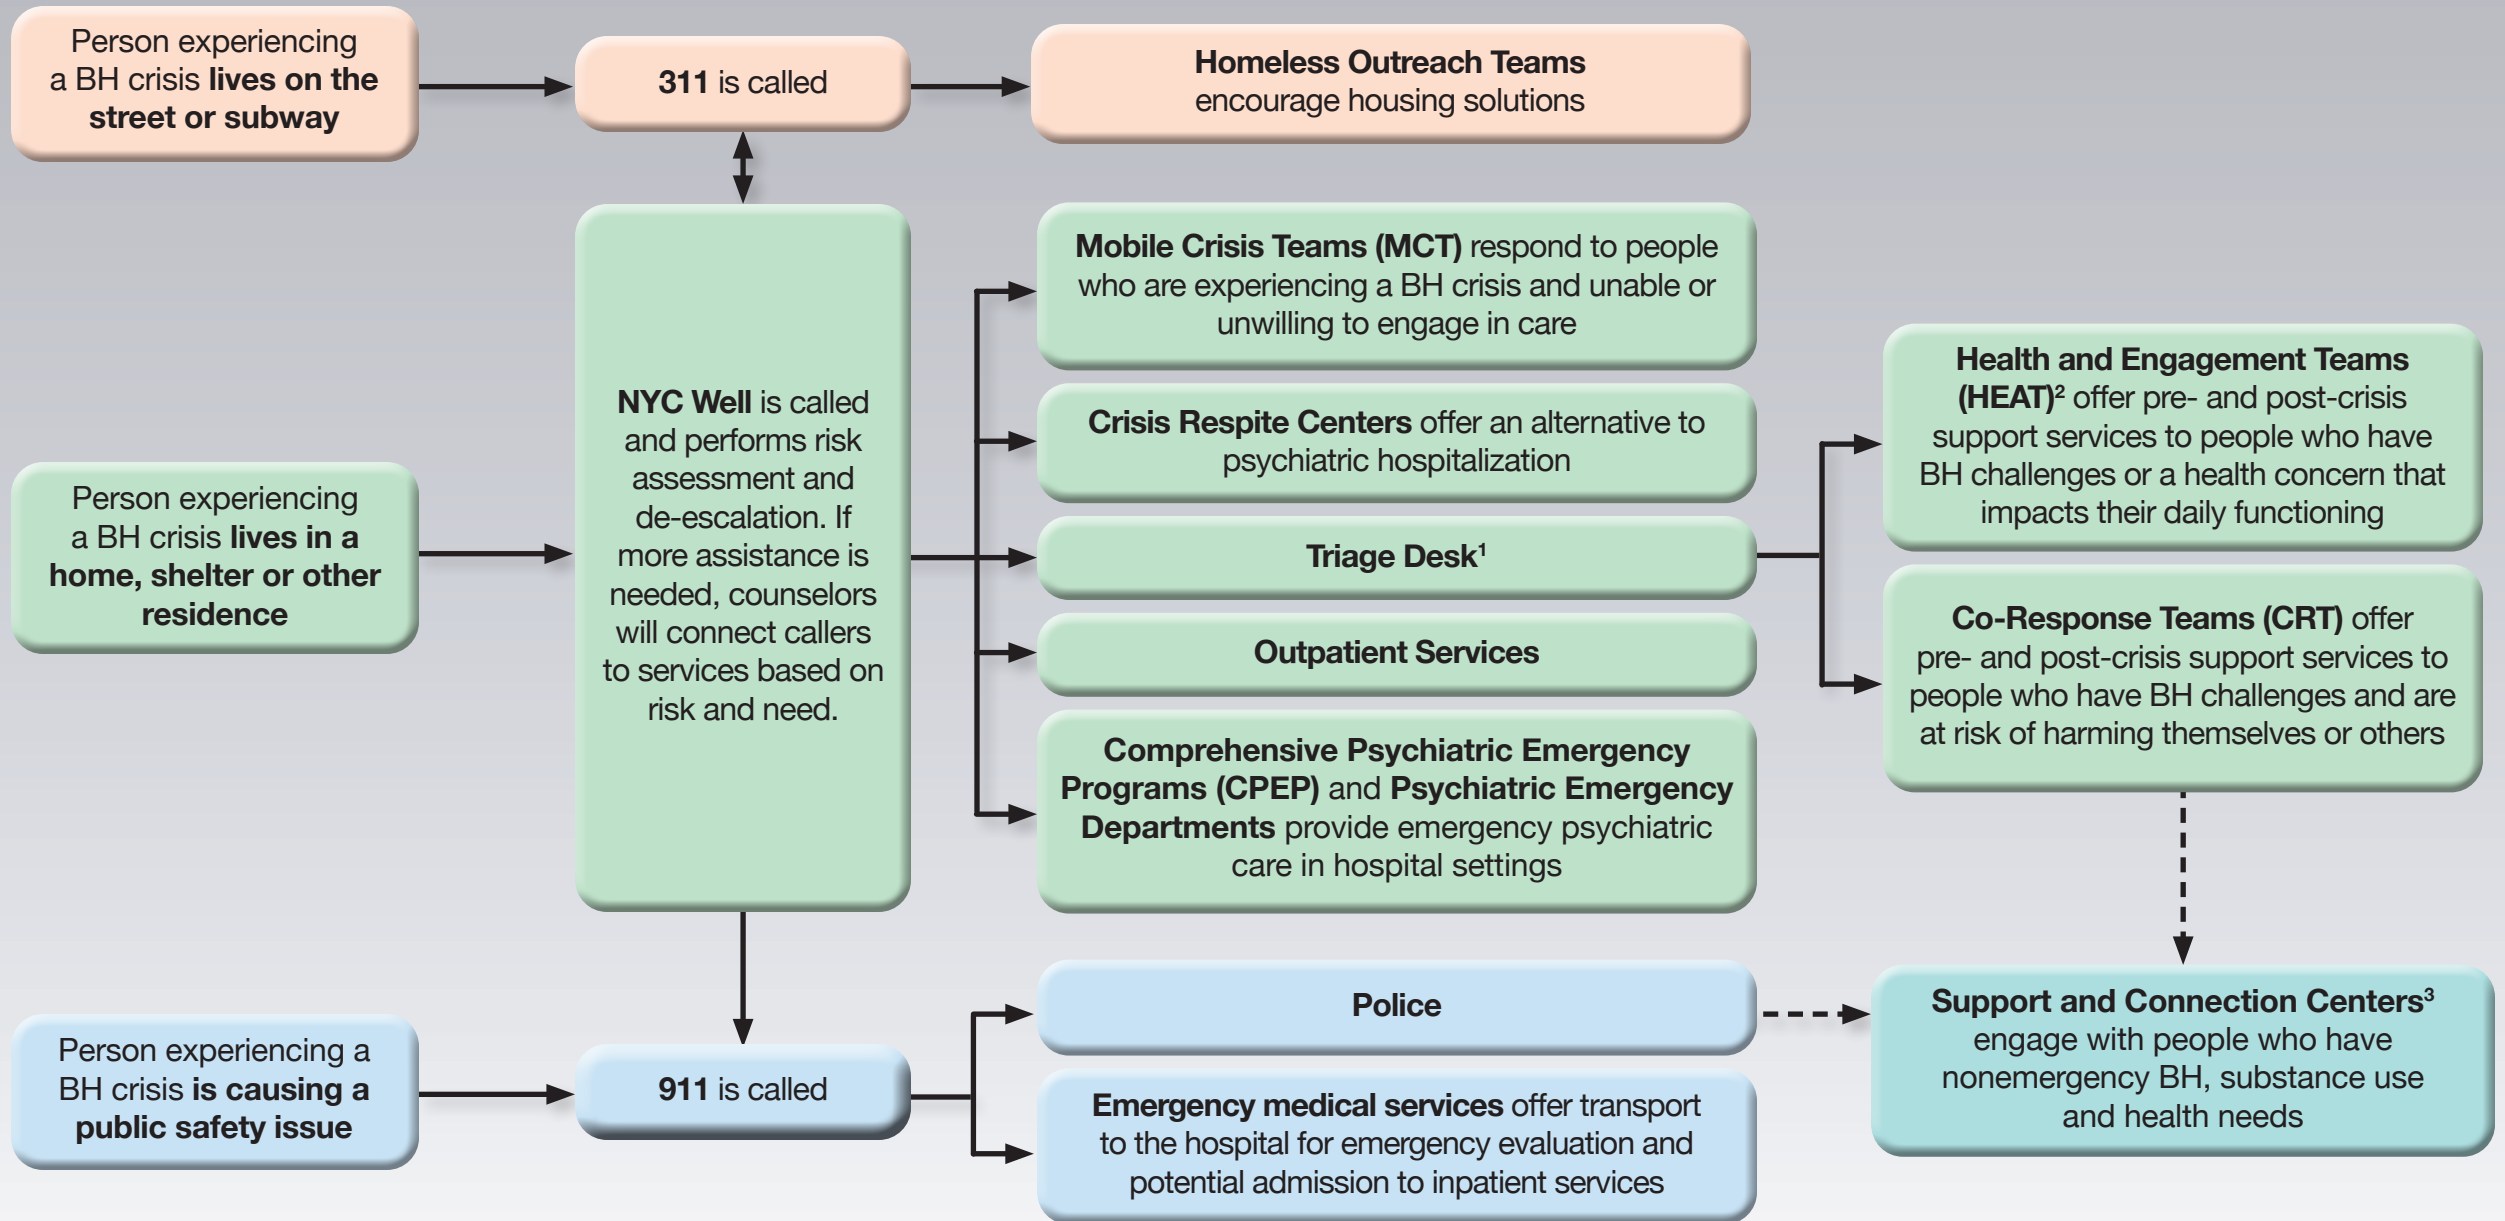 Person experiencing
a BH crisis lives on the
street or subway
311 is called
Homeless Outreach Teams
encourage housing solutions
Person experiencing
a BH crisis lives in a
home, shelter or other
residence
NYC Well is called
and performs risk
assessment and
de-escalation. If
more assistance is
needed, counselors
will connect callers
to services based on
risk and need.
Mobile Crisis Teams (MCT) respond to people
who are experiencing a BH crisis and unable or
unwilling to engage in care
Crisis Respite Centers offer an alternative to
psychiatric hospitalization
Triage Desk¹
Outpatient Services
Comprehensive Psychiatric Emergency
Programs (CPEP) and Psychiatric Emergency
Departments provide emergency psychiatric
care in hospital settings
Health and Engagement Teams
(HEAT)² offer pre- and post-crisis
support services to people who have
BH challenges or a health concern that
impacts their daily functioning
Co-Response Teams (CRT) offer
pre- and post-crisis support services to
people who have BH challenges and are
at risk of harming themselves or others
Person experiencing a
BH crisis is causing a
public safety issue
911 is called
Police
Emergency medical services offer transport
to the hospital for emergency evaluation and
potential admission to inpatient services
Support and Connection Centers³
engage with people who have
nonemergency BH, substance use
and health needs